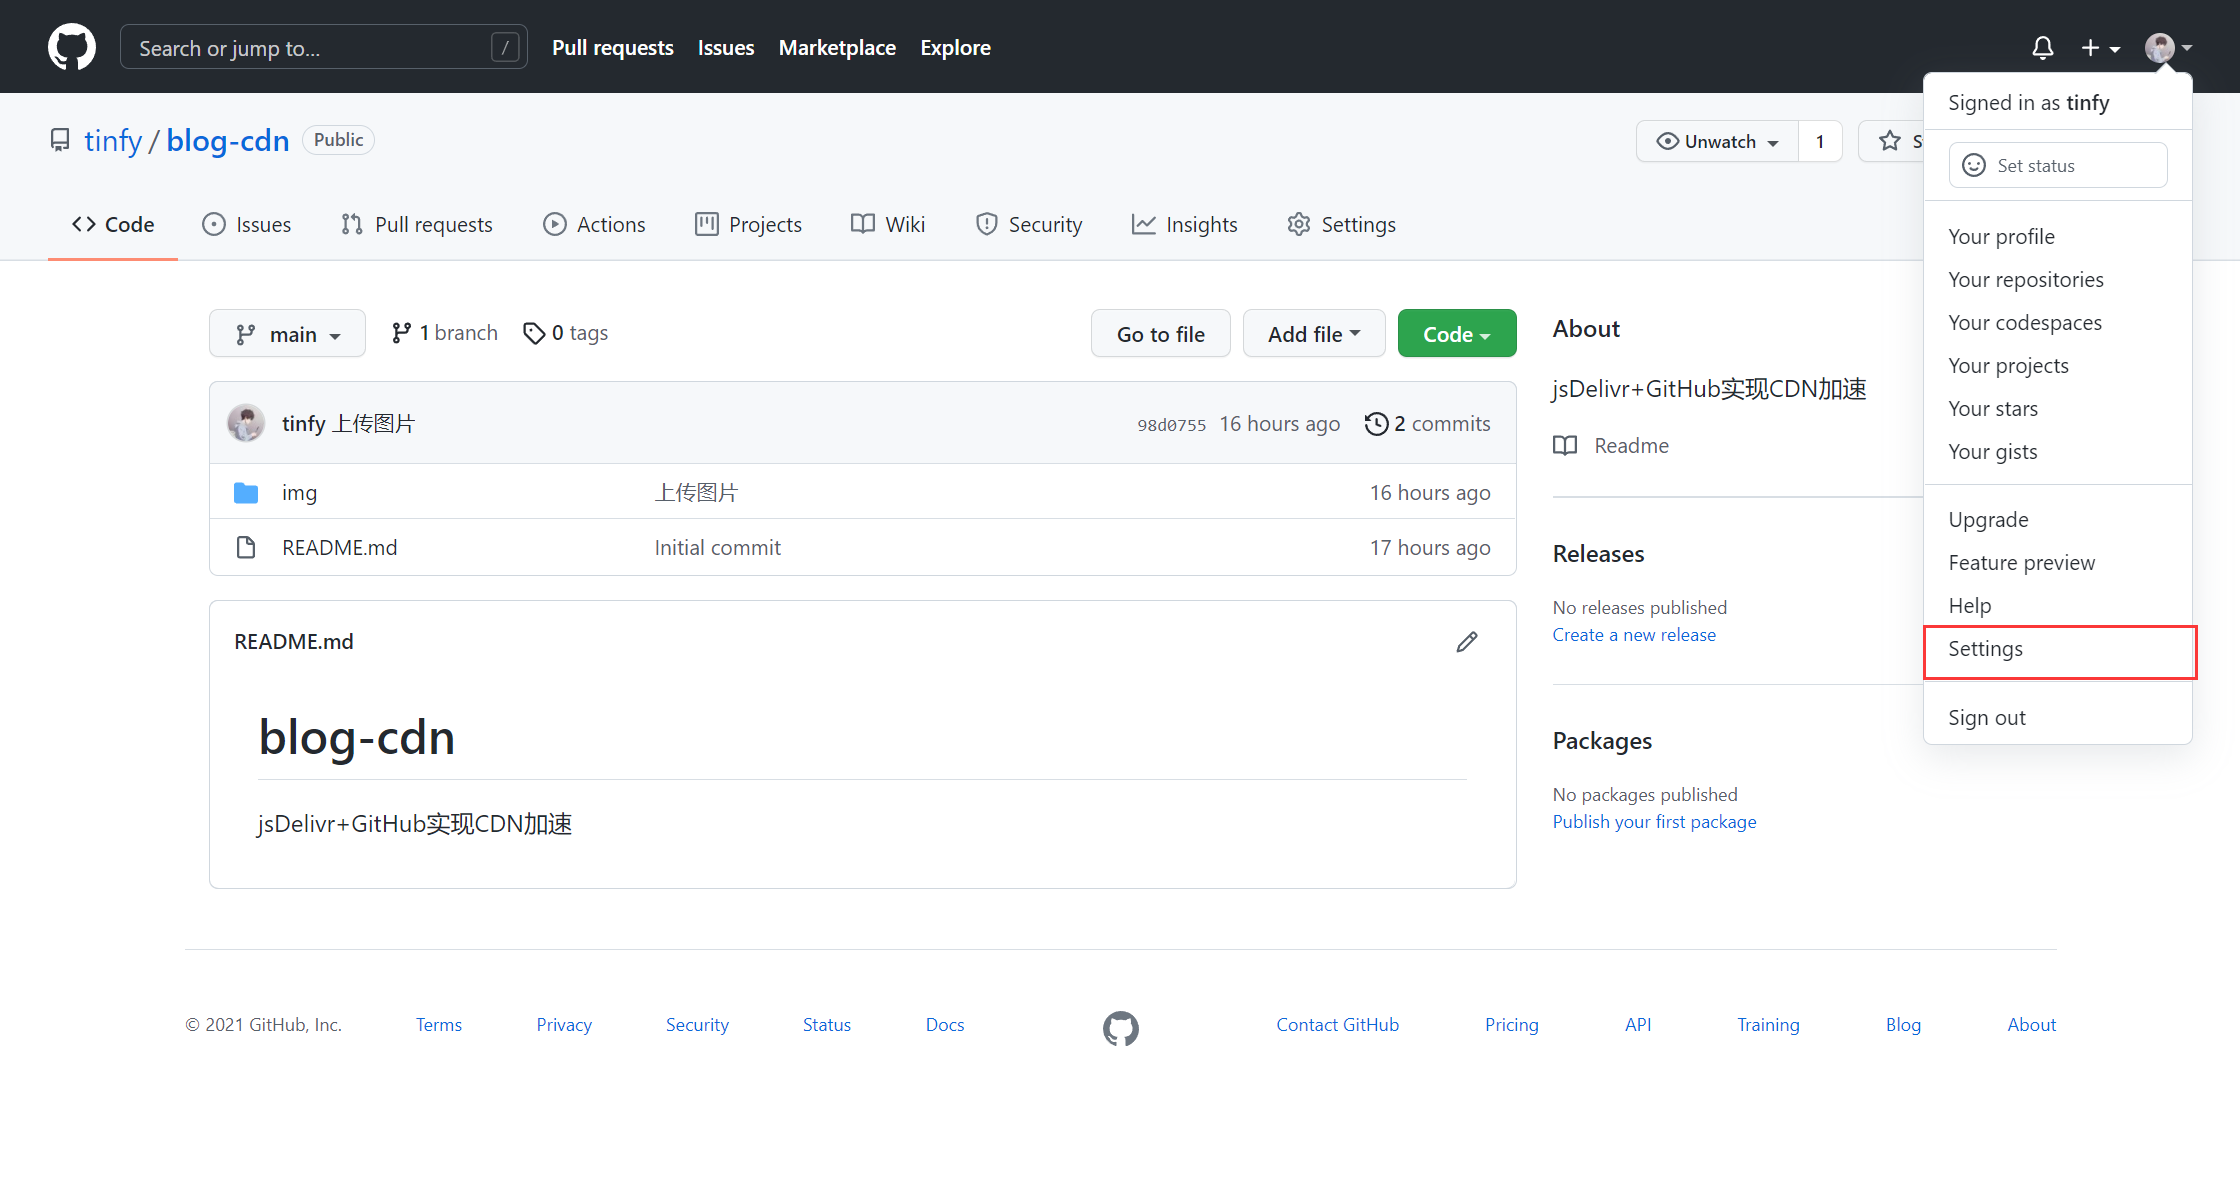 Search or jump to... /
Pull requests Issues Marketplace Explore
Signed in as tinfy
tinfy / blog-cdn Public
Unwatch 1
Set status
Code Issues Pull requests Actions Projects Wiki Security Insights Settings
Your profile
Your repositories
Your codespaces
Your projects
Your stars
Your gists
Upgrade
Feature preview
Help
Settings
Sign out
main 1 branch 0 tags
Go to file Add file Code
tinfy 上传图片 98d0755 16 hours ago 2 commits
img 上传图片 16 hours ago
README.md Initial commit 17 hours ago
README.md
blog-cdn
jsDelivr+GitHub实现CDN加速
About
jsDelivr+GitHub实现CDN加速
Readme
Releases
No releases published
Create a new release
Packages
No packages published
Publish your first package
© 2021 GitHub, Inc. Terms Privacy Security Status Docs Contact GitHub Pricing API Training Blog About